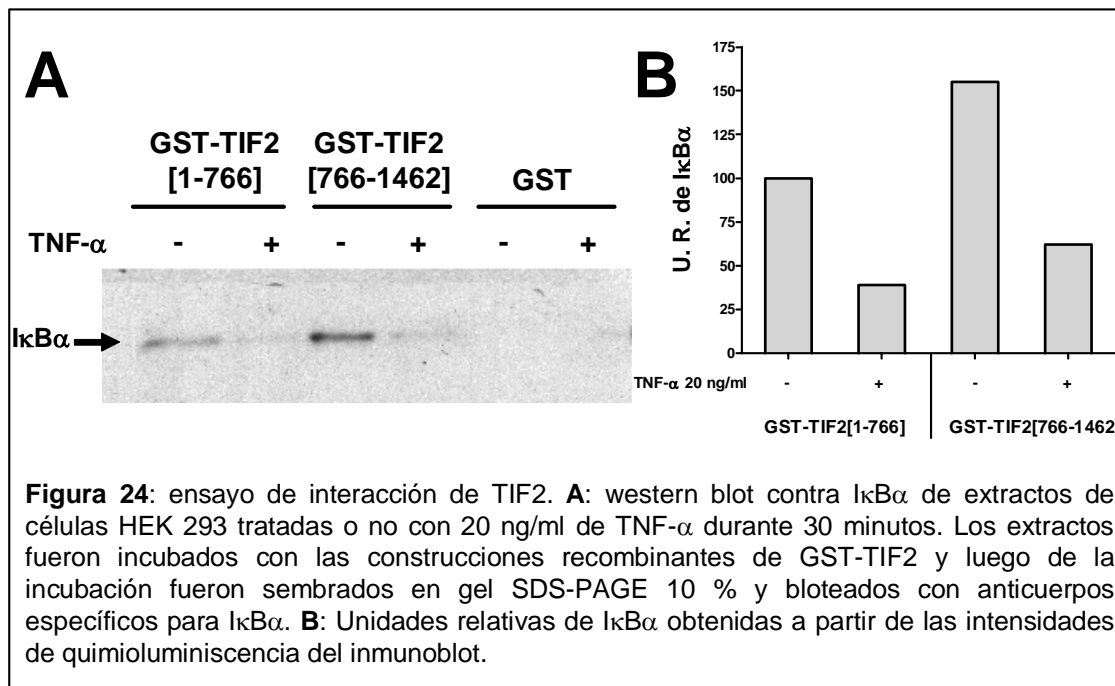 A
GST-TIF2 GST-TIF2
[1-766] [766-1462] GST
TNF-α - + - + - +
IκBα
B
175
150
125
100
75
50
25
0
U. R. de IκBα
TNF-α 20 ng/ml - + - +
GST-TIF2[1-766] GST-TIF2[766-1462
Figura 24: ensayo de interacción de TIF2. A: western blot contra IκBα de extractos de
células HEK 293 tratadas o no con 20 ng/ml de TNF-α durante 30 minutos. Los extractos
fueron incubados con las construcciones recombinantes de GST-TIF2 y luego de la
incubación fueron sembrados en gel SDS-PAGE 10 % y bloteados con anticuerpos
específicos para IκBα. B: Unidades relativas de IκBα obtenidas a partir de las intensidades
de quimioluminiscencia del inmunoblot.